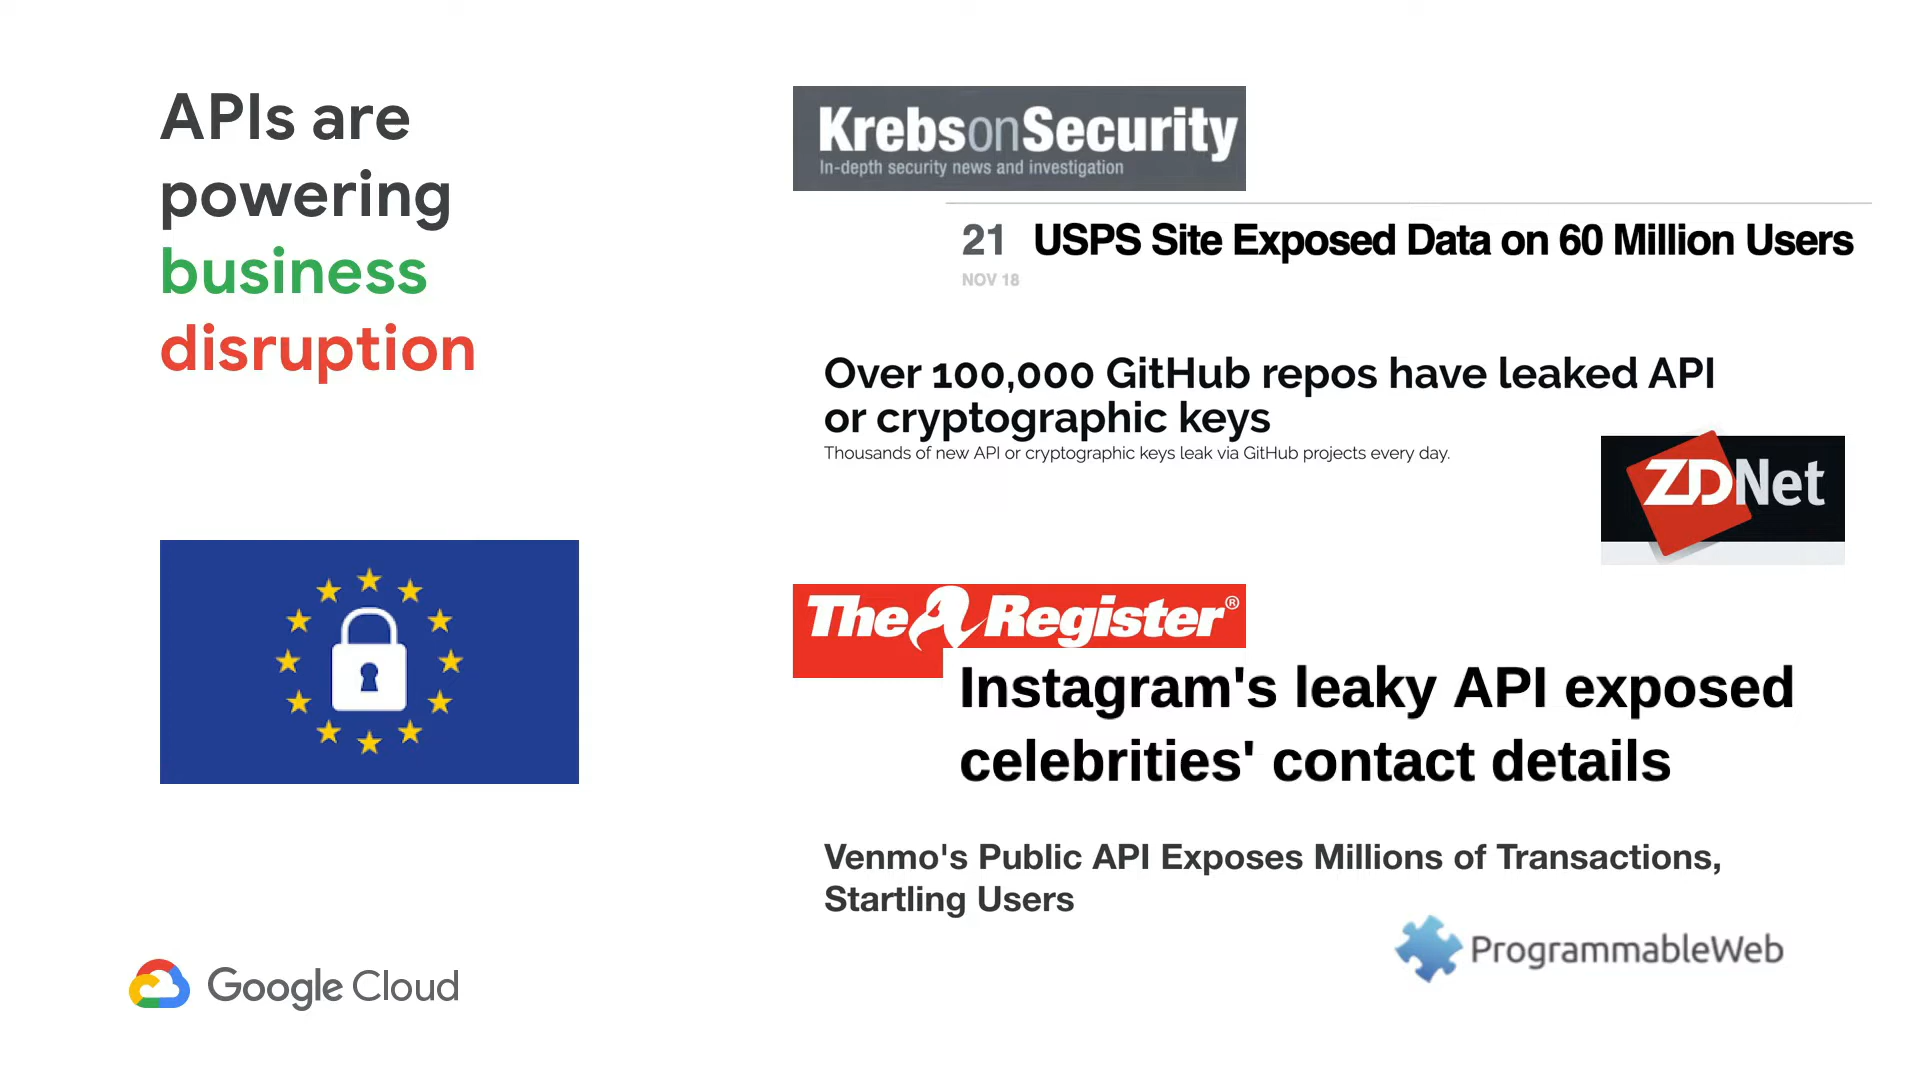 APIs are
powering
business
disruption
KrebsonSecurity
In-depth security news and investigation
21 USPS Site Exposed Data on 60 Million Users
NOV 18
Over 100,000 GitHub repos have leaked API
or cryptographic keys
Thousands of new API or cryptographic keys leak via GitHub projects every day.
ZDNet
The Register®
Instagram's leaky API exposed
celebrities' contact details
Venmo's Public API Exposes Millions of Transactions,
Startling Users
ProgrammableWeb
Google Cloud